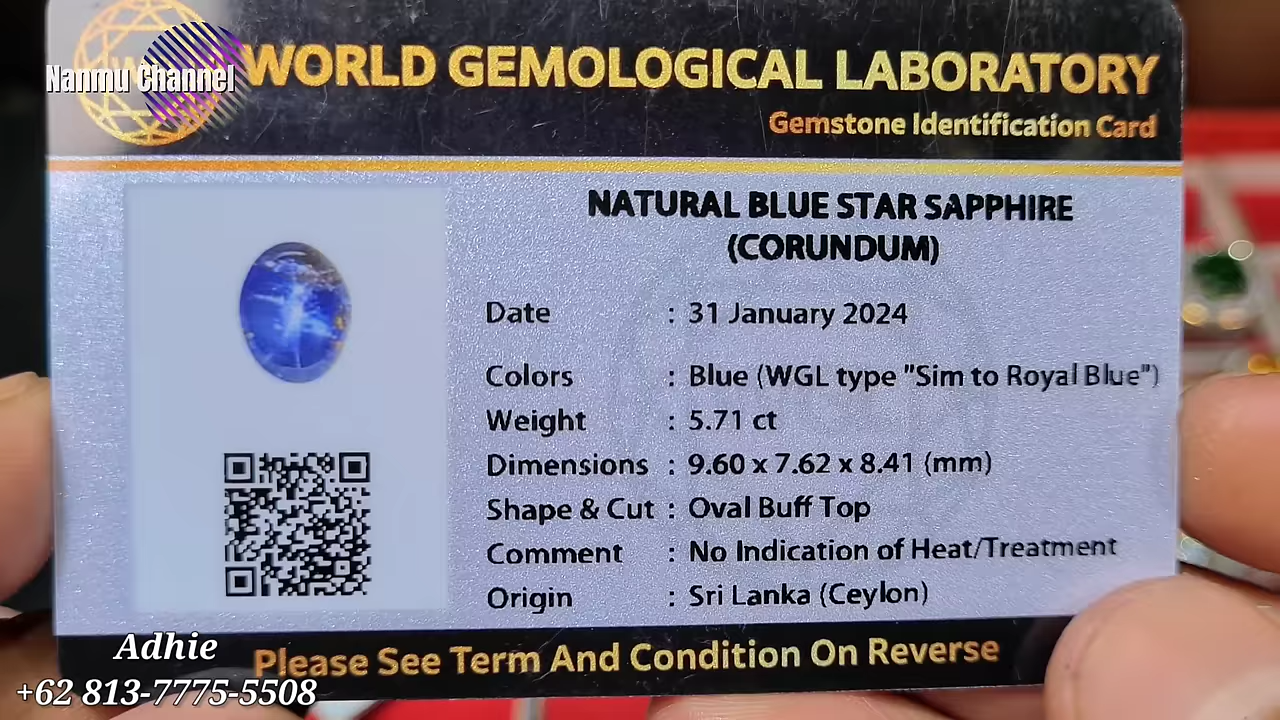 Nanmu Channel
WORLD GEMOLOGICAL LABORATORY
Gemstone Identification Card
NATURAL BLUE STAR SAPPHIRE
(CORUNDUM)
Date : 31 January 2024
Colors : Blue (WGL type "Sim to Royal Blue")
Weight : 5.71 ct
Dimensions : 9.60 x 7.62 x 8.41 (mm)
Shape & Cut : Oval Buff Top
Comment : No Indication of Heat/Treatment
Origin : Sri Lanka (Ceylon)
Please See Term And Condition On Reverse
Adhie
+62 813-7775-5508